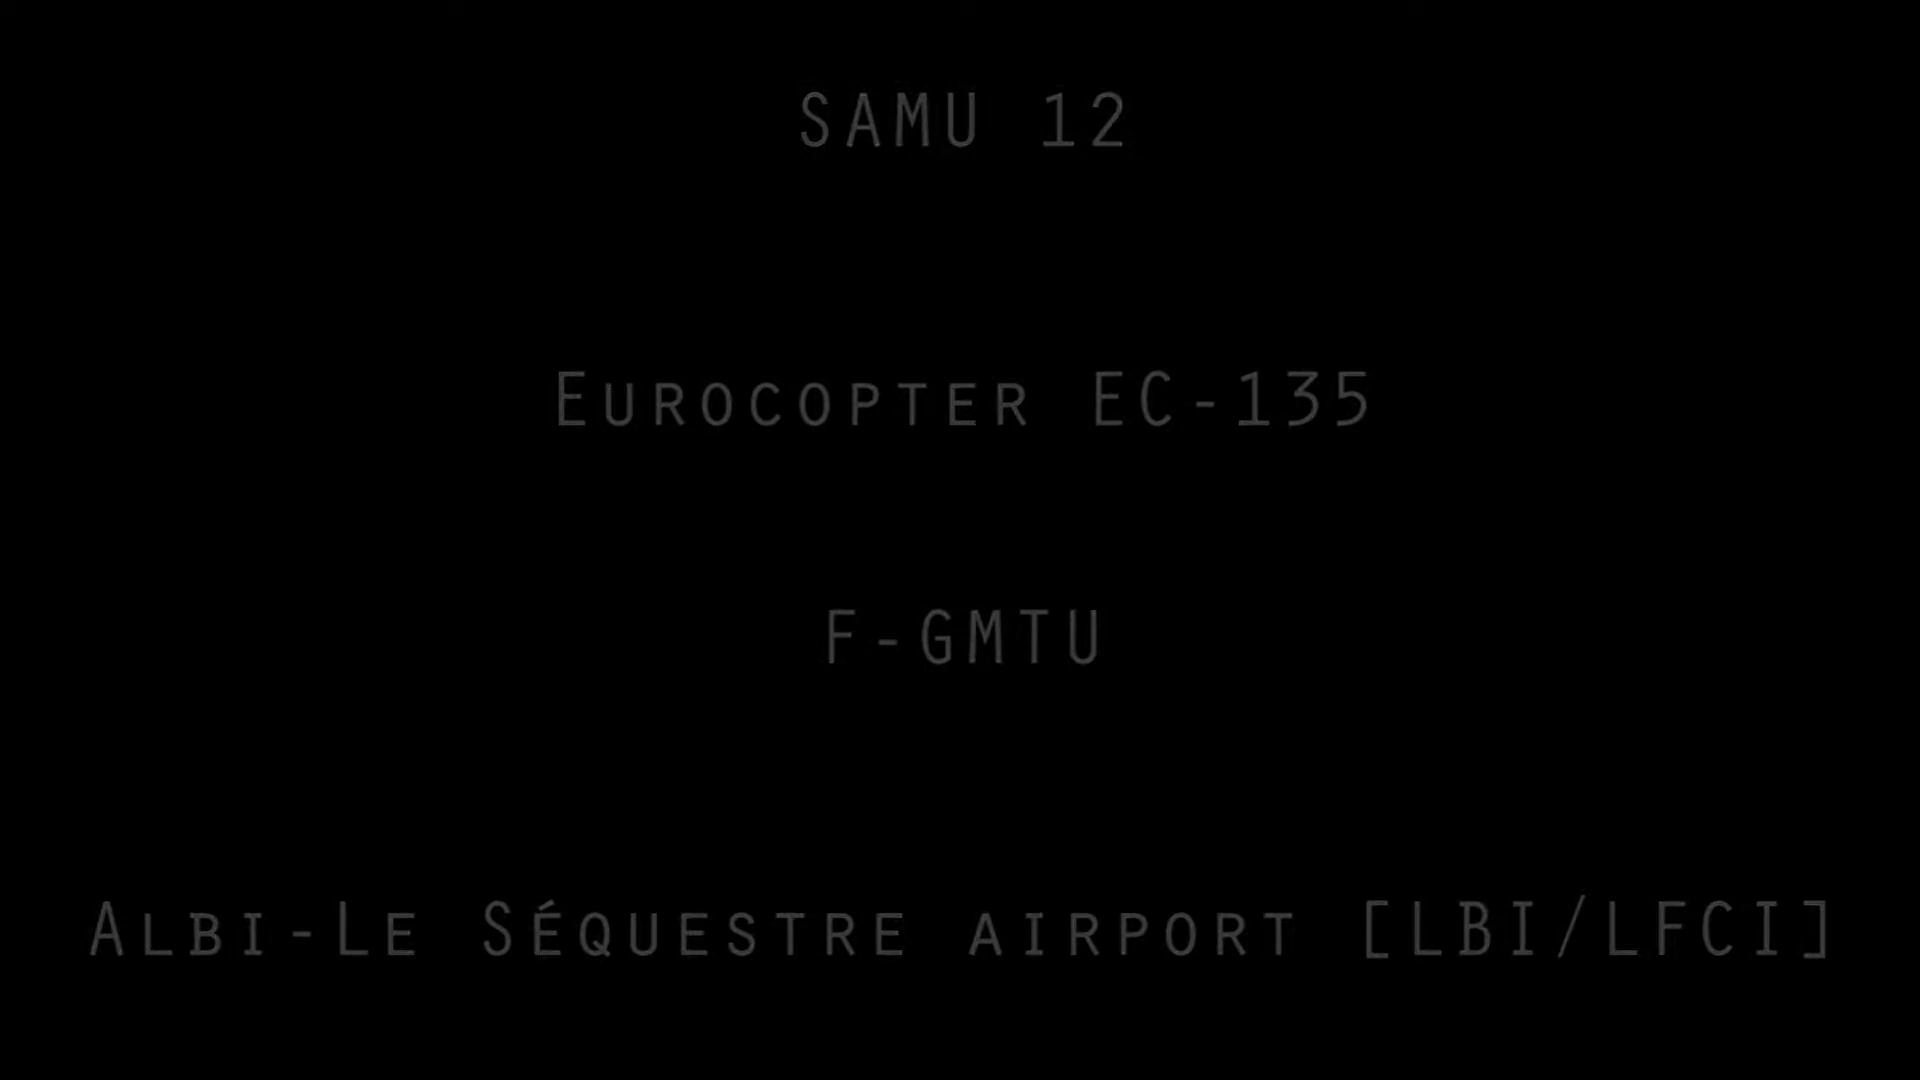 SAMU 12
Eurocopter EC-135
F-GMTU
Albi-Le Séquestre airport [LBI/LFCI]